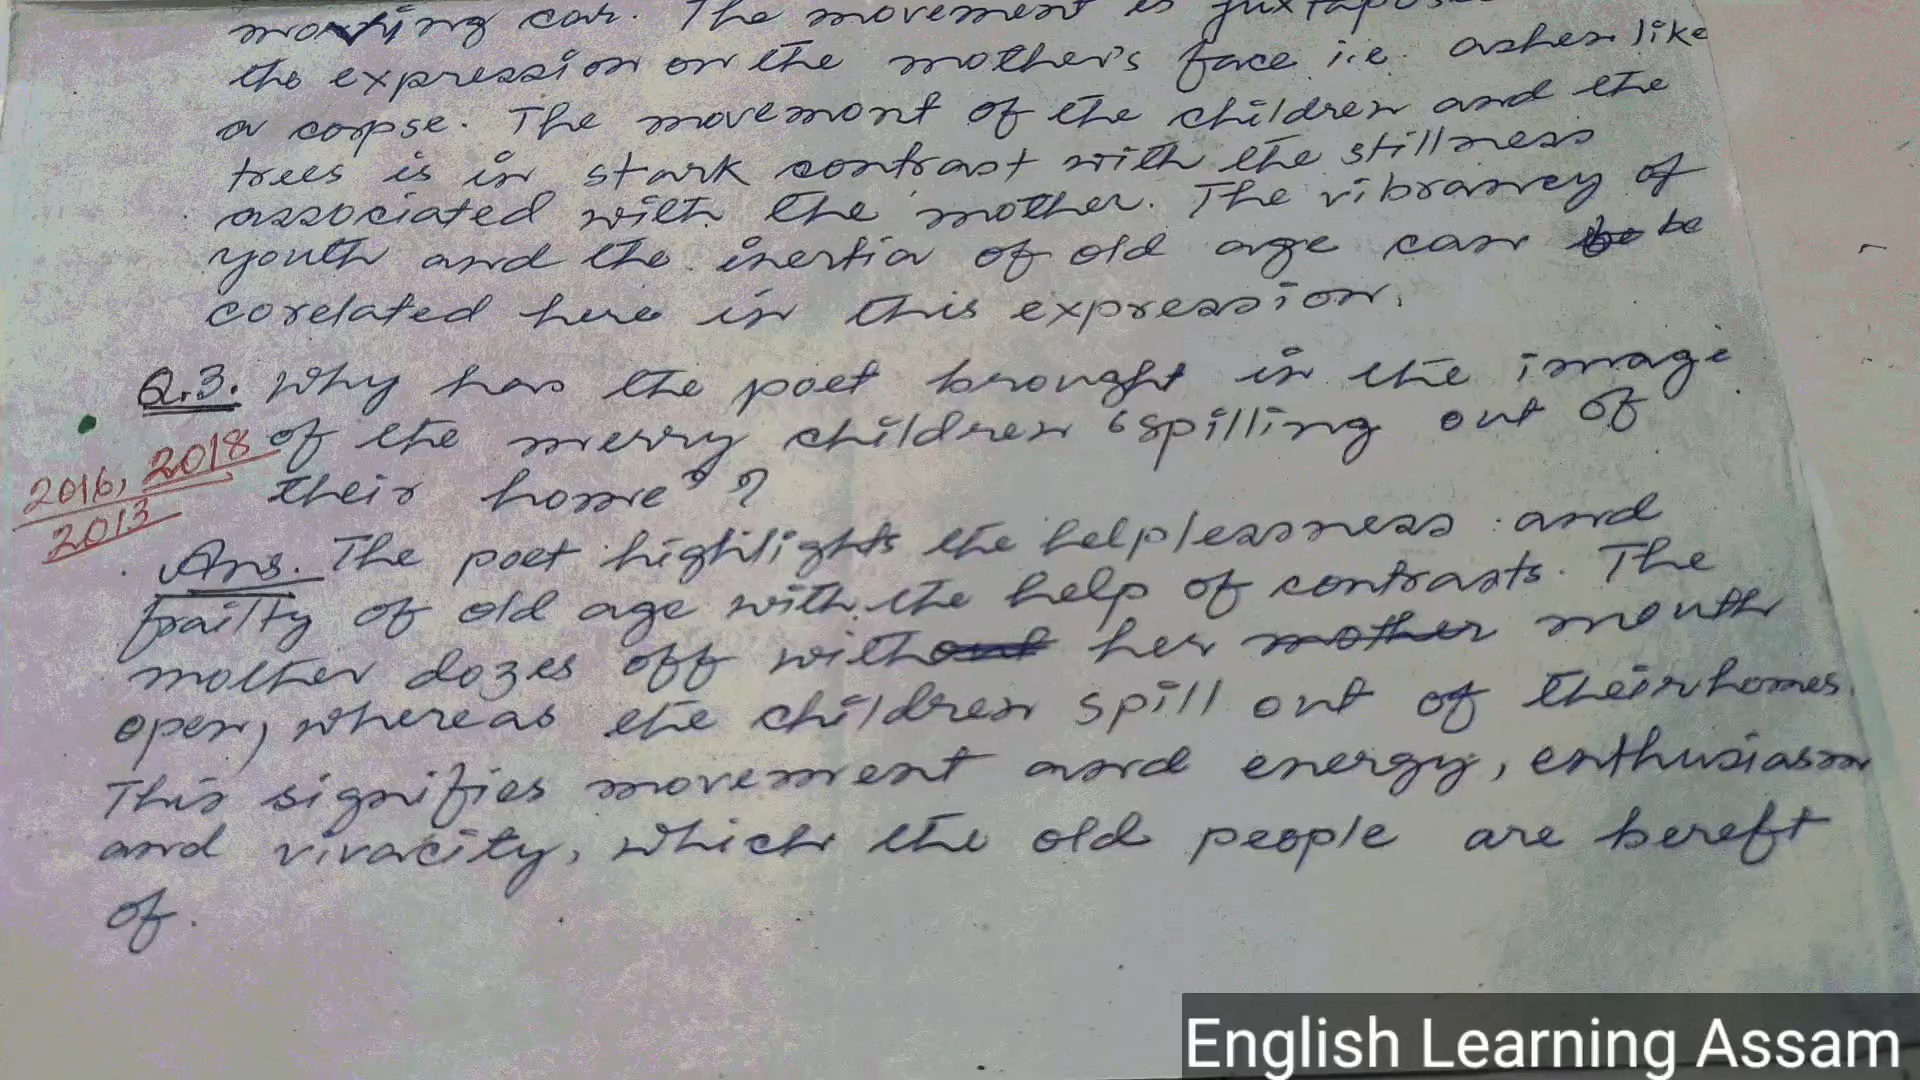 moving car. The movement is
the expression on the mother's face i.e. ashen like
a corpse. The movement of the children and the
trees is in stark contrast with the stillness
associated with the mother. The vibrancy of
youth and the inertia of old age can be
corelated here in this expression.
Q.3. Why has the poet brought in the image
of the merry children 'spilling out of
their home'?
2016, 2018
2013
Ans. The poet highlights the helplessness and
frailty of old age with the help of contrasts. The
mother dozes off with her mouth
open, whereas the children spill out of their homes.
This signifies movement and energy, enthusiasm
and vivacity, which the old people are bereft
of.
English Learning Assam